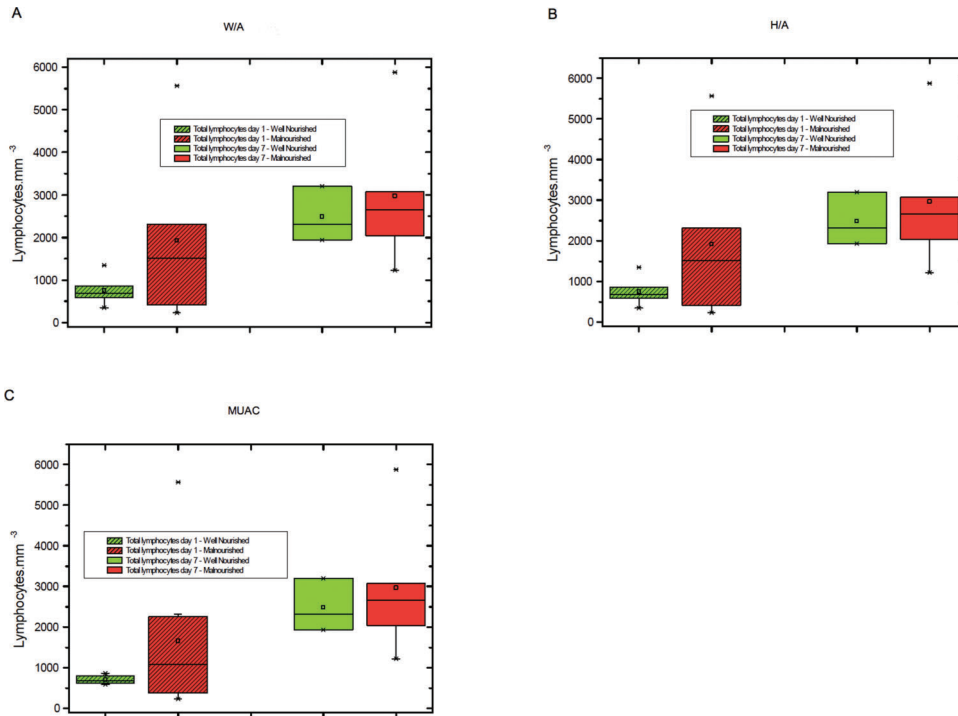 A
W/A
6000
5000
4000
3000
2000
1000
0
Lymphocytes.mm -3
Total lymphocytes day 1 - Well Nourished
Total lymphocytes day 1 - Malnourished
Total lymphocytes day 7 - Well Nourished
Total lymphocytes day 7 - Malnourished
B
H/A
6000
5000
4000
3000
2000
1000
0
Total lymphocytes day 1 - Well Nourished
Total lymphocytes day 1 - Malnourished
Total lymphocytes day 7 - Well Nourished
Total lymphocytes day 7 - Malnourished
C
MUAC
6000
5000
4000
3000
2000
1000
0
Lymphocytes.mm -3
Total lymphocytes day 1 - Well Nourished
Total lymphocytes day 1 - Malnourished
Total lymphocytes day 7 - Well Nourished
Total lymphocytes day 7 - Malnourished